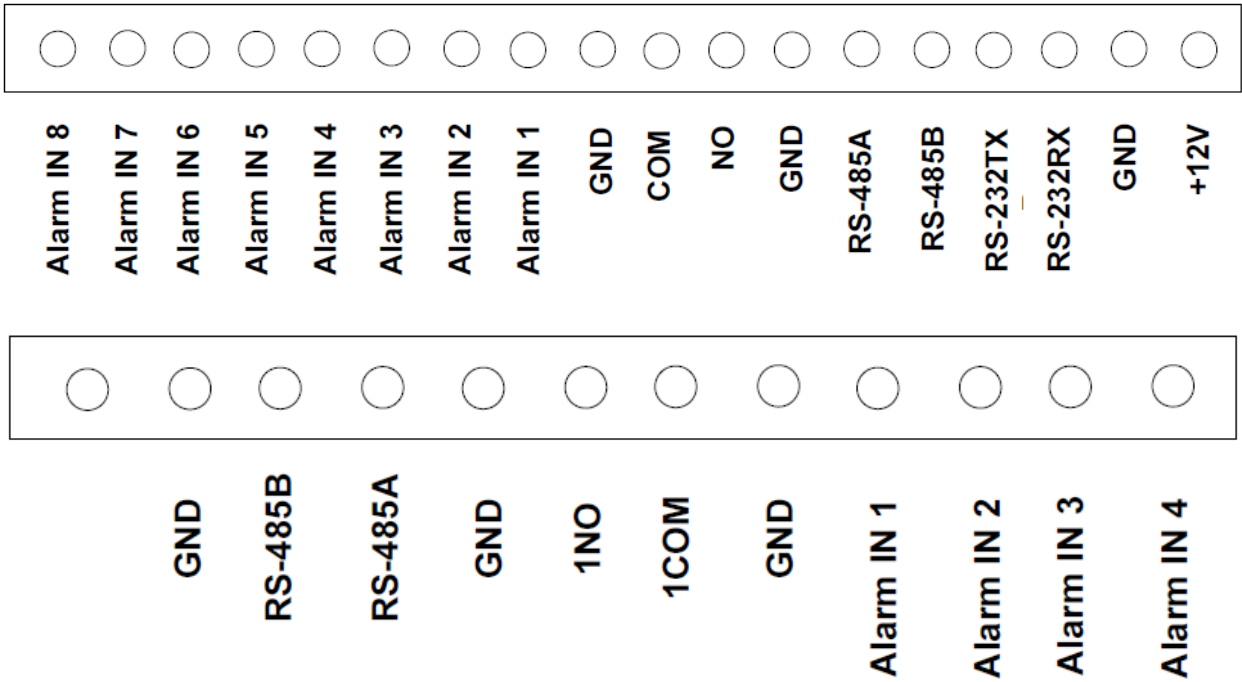 Alarm IN 8
Alarm IN 7
Alarm IN 6
Alarm IN 5
Alarm IN 4
Alarm IN 3
Alarm IN 2
Alarm IN 1
GND
COM
NO
GND
RS-485A
RS-485B
RS-232TX
RS-232RX
GND
+12V
GND
RS-485B
RS-485A
GND
1NO
1COM
GND
Alarm IN 1
Alarm IN 2
Alarm IN 3
Alarm IN 4